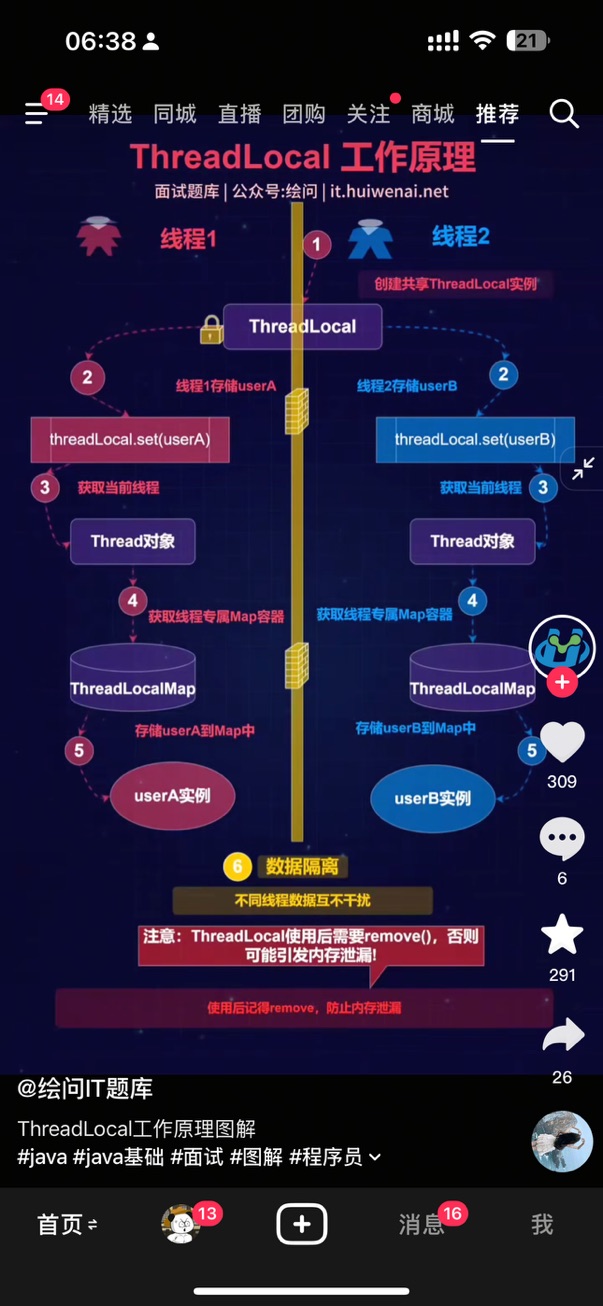 06:38
21
14
精选 同城 直播 团购 关注 商城 推荐
ThreadLocal 工作原理
面试题库 | 公众号:绘问 | it.huiwenai.net
线程1
1
线程2
创建共享ThreadLocal实例
ThreadLocal
2
2
线程1存储userA
线程2存储userB
threadLocal.set(userA)
threadLocal.set(userB)
3
获取当前线程
获取当前线程
3
Thread对象
Thread对象
4
4
获取线程专属Map容器
获取线程专属Map容器
ThreadLocalMap
ThreadLocalMap
存储userA到Map中
存储userB到Map中
5
5
userA实例
userB实例
309
6
6 数据隔离
不同线程数据互不干扰
注意：ThreadLocal使用后需要remove()，否则
可能引发内存泄漏!
291
使用后记得remove，防止内存泄漏
26
@绘问IT题库
ThreadLocal工作原理图解
#java #java基础 #面试 #图解 #程序员
首页
13
消息
16
我